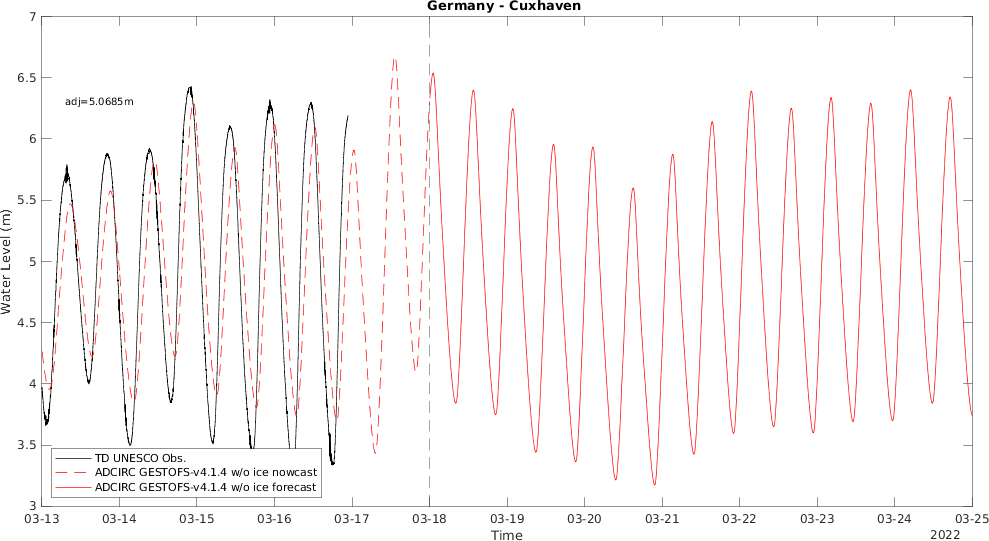 Germany - Cuxhaven
7
6.5
6
5.5
5
4.5
4
3.5
3
Water Level (m)
adj=5.0685m
TD UNESCO Obs.
ADCIRC GESTOFS-v4.1.4 w/o ice nowcast
ADCIRC GESTOFS-v4.1.4 w/o ice forecast
03-13 03-14 03-15 03-16 03-17 03-18 03-19 03-20 03-21 03-22 03-23 03-24 03-25
Time
2022